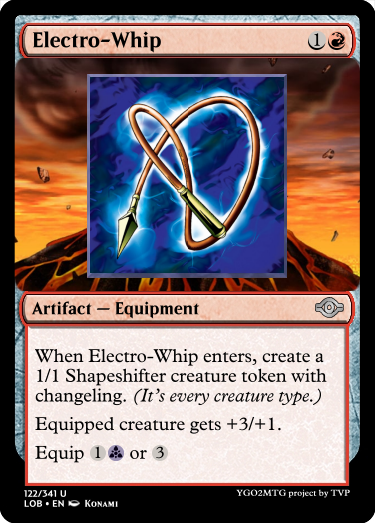 Electro-Whip 1
Artifact — Equipment
When Electro-Whip enters, create a
1/1 Shapeshifter creature token with
changeling. (It's every creature type.)
Equipped creature gets +3/+1.
Equip 1 or 3
122/341 U
LOB • EN Konami
YGO2MTG project by TVP